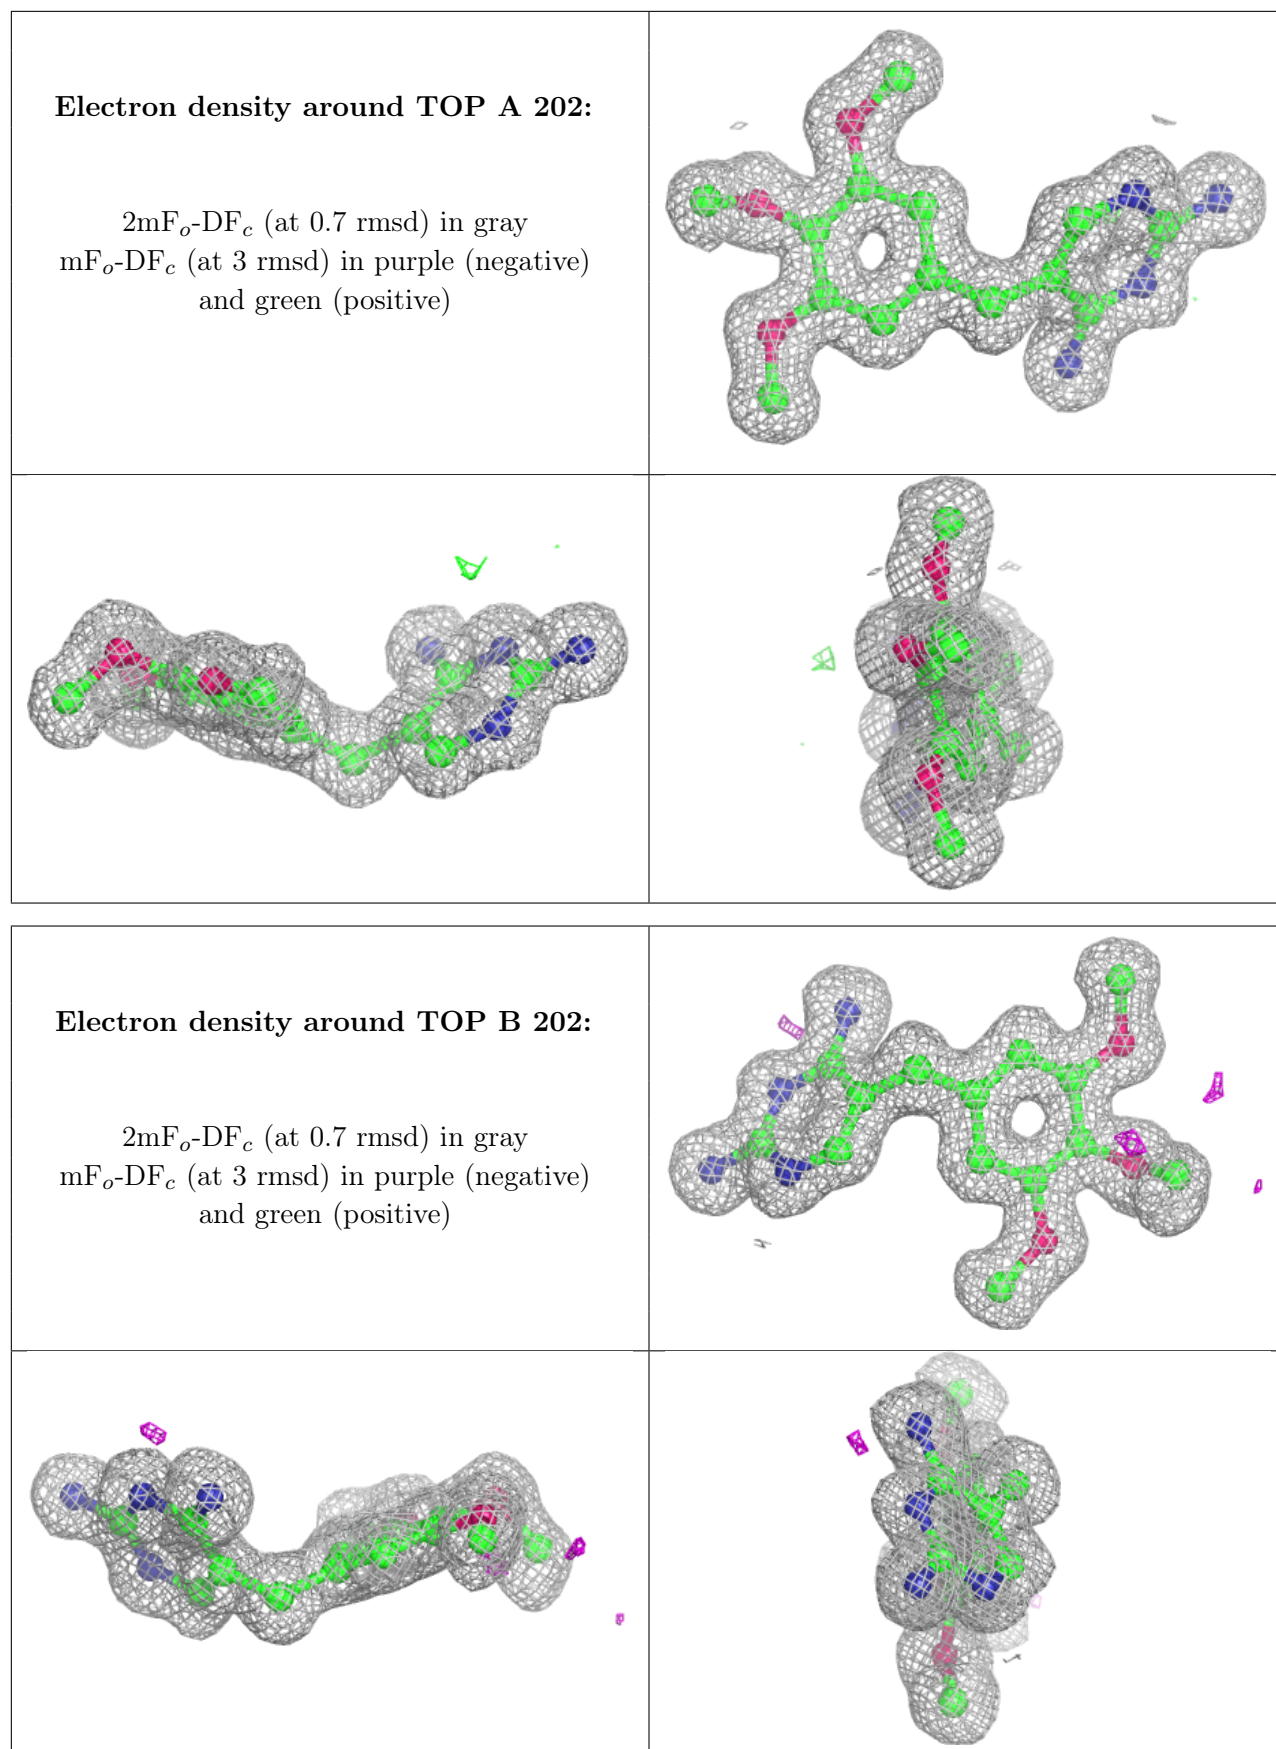 Electron density around TOP A 202:
2mFo-DFc (at 0.7 rmsd) in gray
mFo-DFc (at 3 rmsd) in purple (negative)
and green (positive)
Electron density around TOP B 202:
2mFo-DFc (at 0.7 rmsd) in gray
mFo-DFc (at 3 rmsd) in purple (negative)
and green (positive)